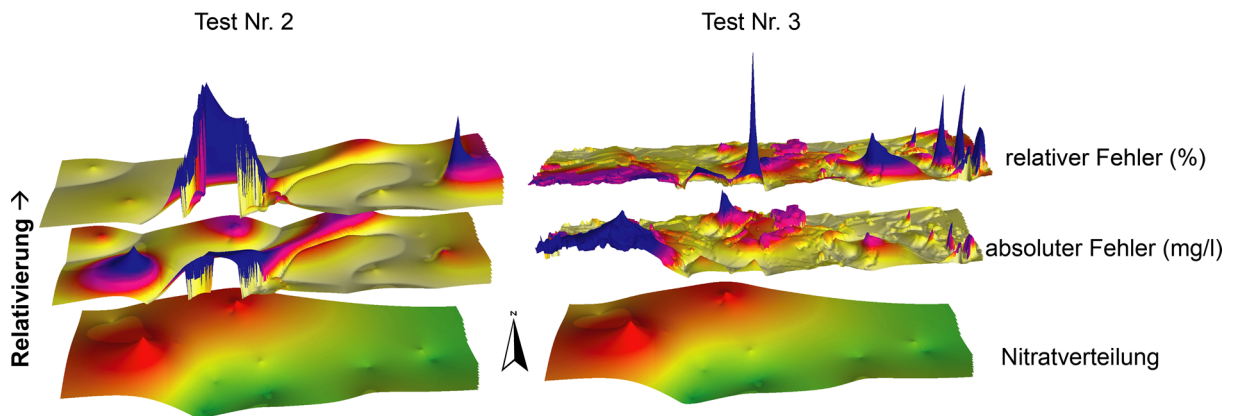 Test Nr. 2
Test Nr. 3
relativer Fehler (%)
absoluter Fehler (mg/l)
Nitratverteilung
Relativierung →
N